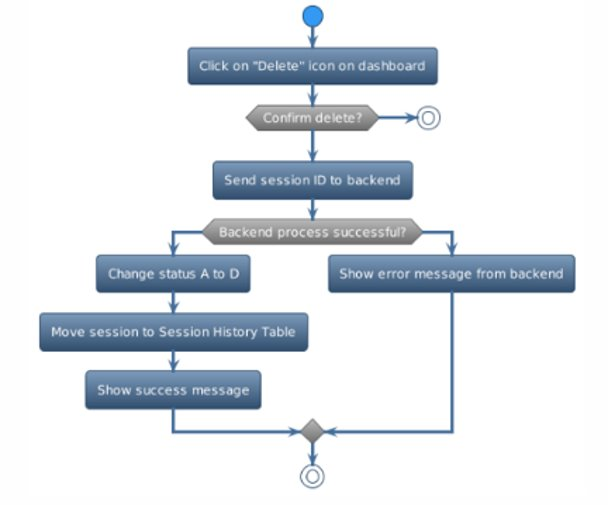 Click on "Delete" icon on dashboard
Confirm delete?
Send session ID to backend
Backend process successful?
Change status A to D
Show error message from backend
Move session to Session History Table
Show success message